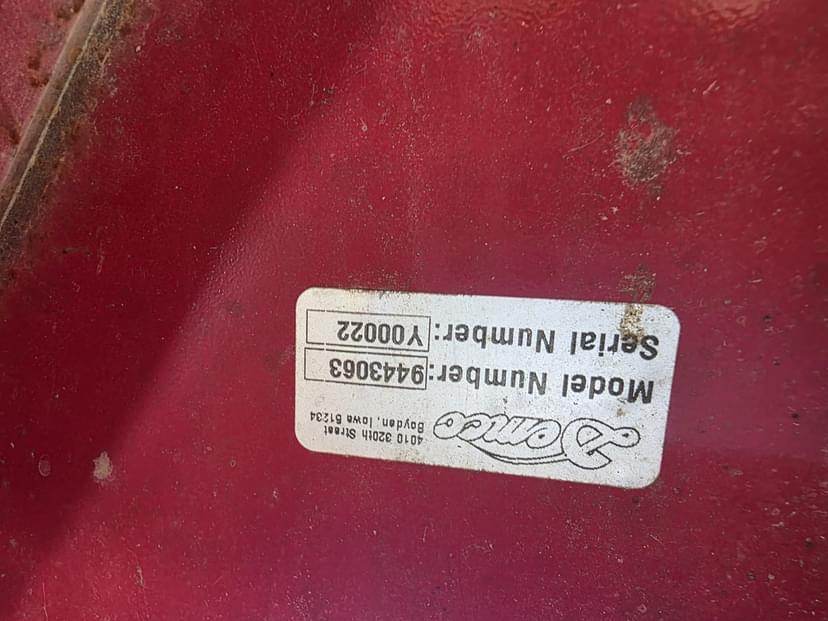 Demco
4010 320th Street
Boyden, Iowa 51234
Model Number: 9443063
Serial Number: Y00022